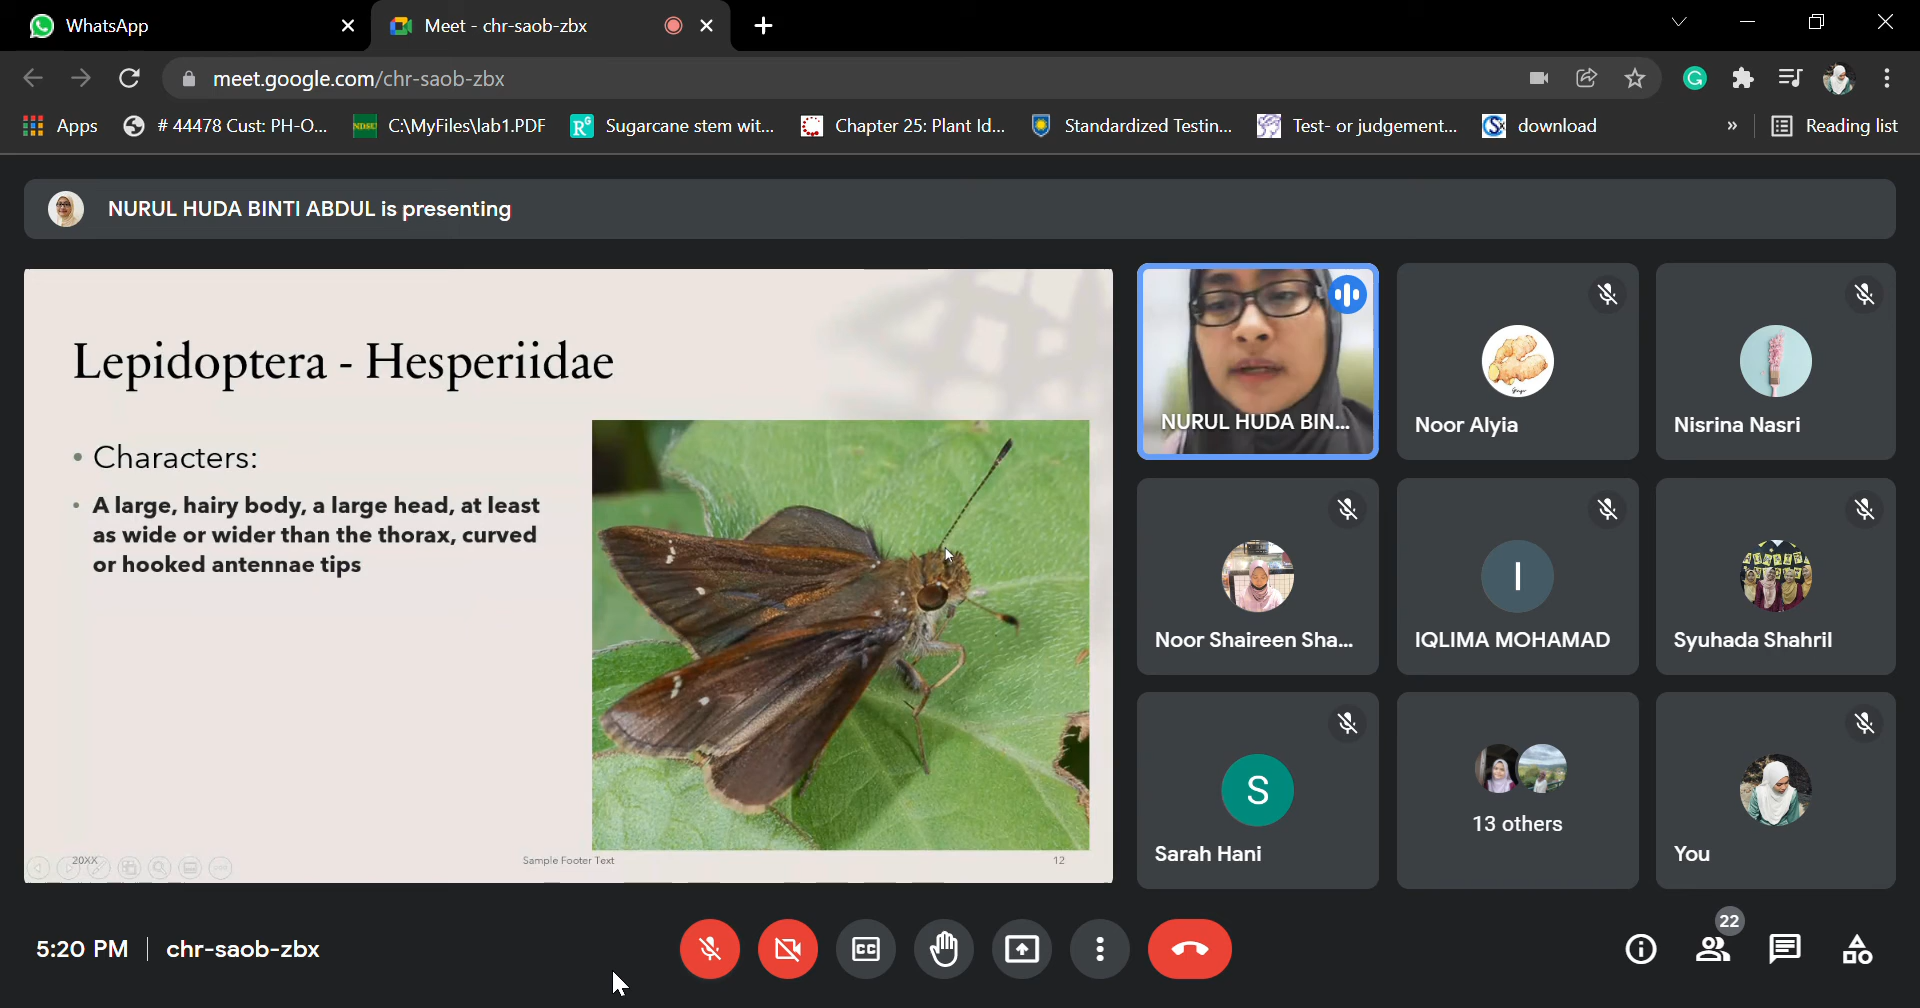 WhatsApp
Meet - chr-saob-zbx
meet.google.com/chr-saob-zbx
Apps
# 44478 Cust: PH-O...
NDSU
C:\MyFiles\lab1.PDF
Sugarcane stem wit...
Chapter 25: Plant Id...
Standardized Testin...
Test- or judgement...
download
»
Reading list
NURUL HUDA BINTI ABDUL is presenting
Lepidoptera - Hesperiidae
• Characters:
• A large, hairy body, a large head, at least
as wide or wider than the thorax, curved
or hooked antennae tips
20XX
Sample Footer Text
12
NURUL HUDA BIN...
Noor Alyia
Nisrina Nasri
Noor Shaireen Sha...
I
IQLIMA MOHAMAD
Syuhada Shahril
S
Sarah Hani
13 others
You
5:20 PM
chr-saob-zbx
CC
22